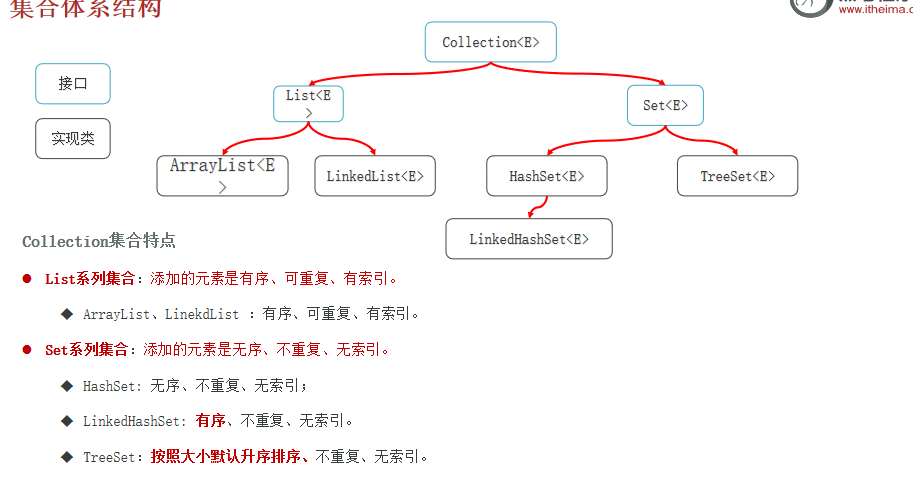 集合体系结构
www.itheima.c
Collection<E>
接口
List<E
>
Set<E>
实现类
ArrayList<E
>
LinkedList<E>
HashSet<E>
TreeSet<E>
LinkedHashSet<E>
Collection集合特点
List系列集合：添加的元素是有序、可重复、有索引。
ArrayList、LinekdList ：有序、可重复、有索引。
Set系列集合：添加的元素是无序、不重复、无索引。
HashSet: 无序、不重复、无索引；
LinkedHashSet: 有序、不重复、无索引。
TreeSet：按照大小默认升序排序、不重复、无索引。